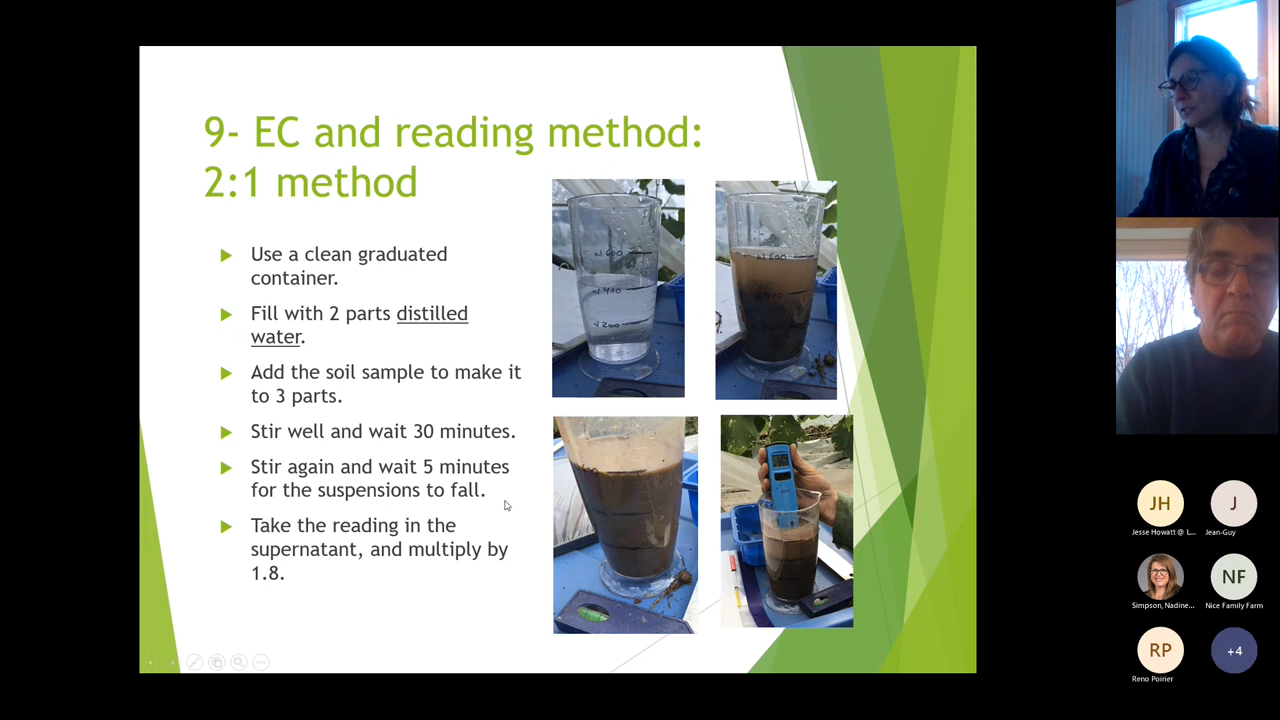 9- EC and reading method:
2:1 method
Use a clean graduated
container.
Fill with 2 parts distilled
water.
Add the soil sample to make it
to 3 parts.
Stir well and wait 30 minutes.
Stir again and wait 5 minutes
for the suspensions to fall.
Take the reading in the
supernatant, and multiply by
1.8.
JH
J
Jesse Howatt @ L...
Jean-Guy
NF
Simpson, Nadine...
Nice Family Farm
RP
+4
Reno Poirier